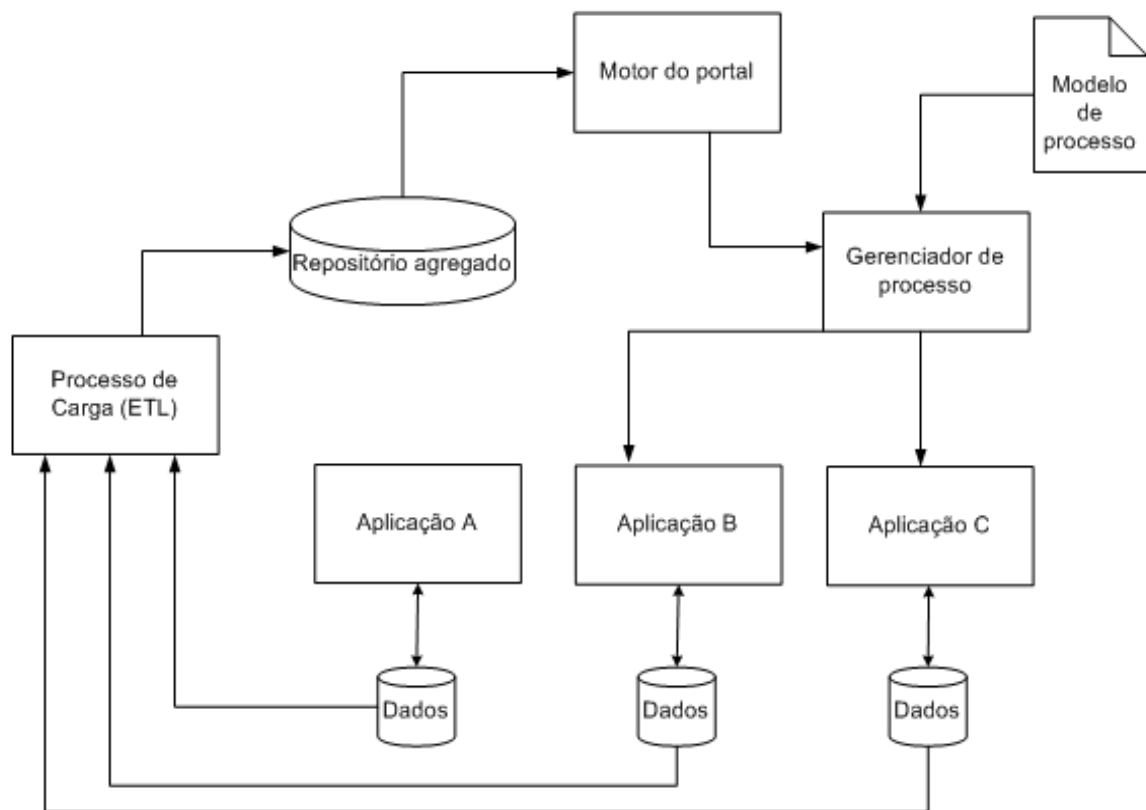 Motor do portal
Modelo
de
processo
Repositório agregado
Gerenciador de
processo
Processo de
Carga (ETL)
Aplicação A
Aplicação B
Aplicação C
Dados
Dados
Dados